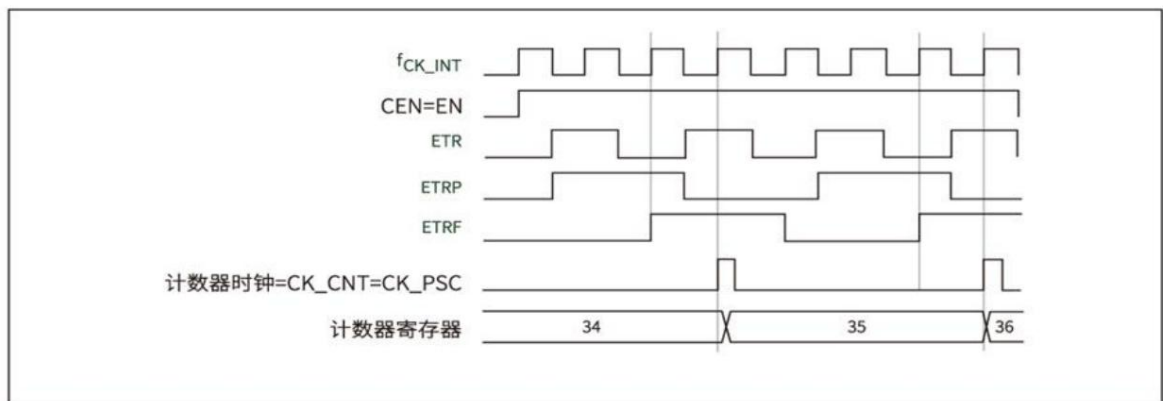 fCK_INT
CEN=EN
ETR
ETRP
ETRF
计数器时钟=CK_CNT=CK_PSC
计数器寄存器 34 35 36